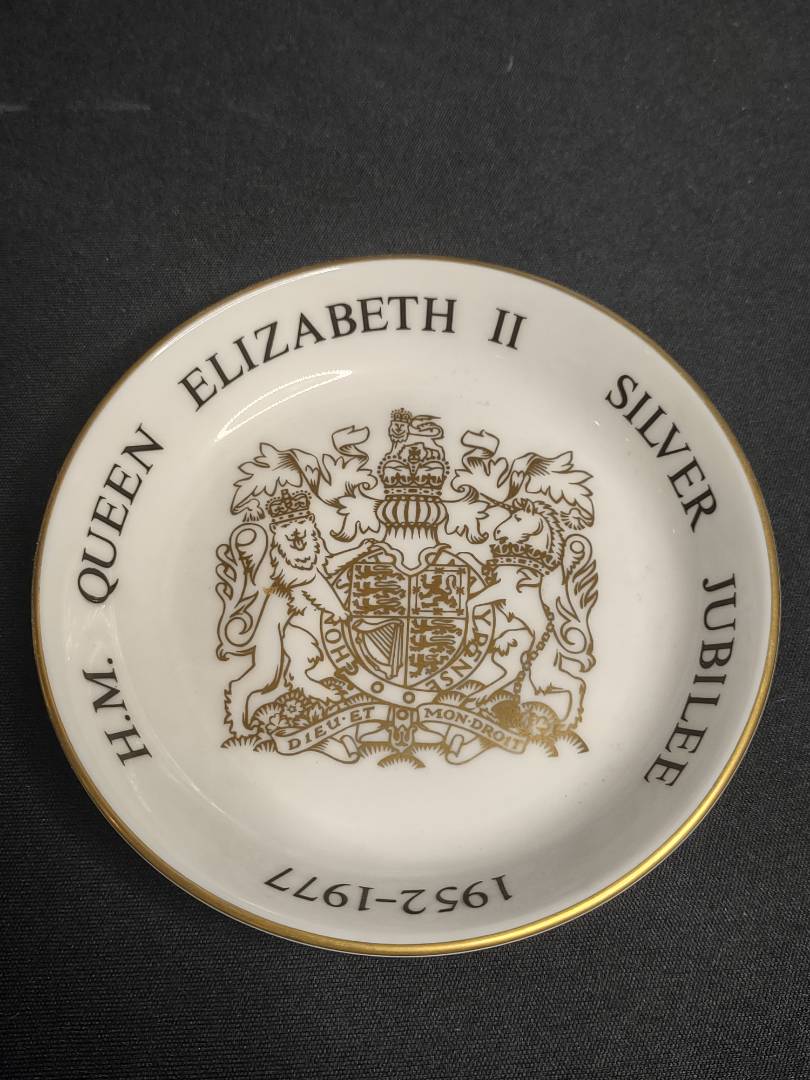 H.M. QUEEN ELIZABETH II SILVER JUBILEE
1952-1977
DIEU·ET MON·DROIT